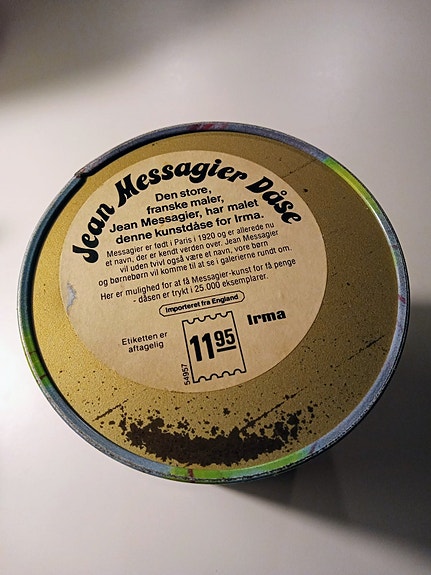 Jean Messagier Dåse
Den store,
franske maler,
Jean Messagier, har malet
denne kunstdåse for Irma.
Messagier er født i Paris i 1920 og er allerede nu
et navn, der er kendt verden over. Jean Messagier
vil uden tvivl også være et navn, vore børn
og børnebørn vil komme til at se i galerierne rundt om.
Her er mulighed for at få Messagier-kunst for få penge
- dåsen er trykt i 25.000 eksemplarer.
Importeret fra England
Etiketten er
aftagelig
54957
11 95
Irma